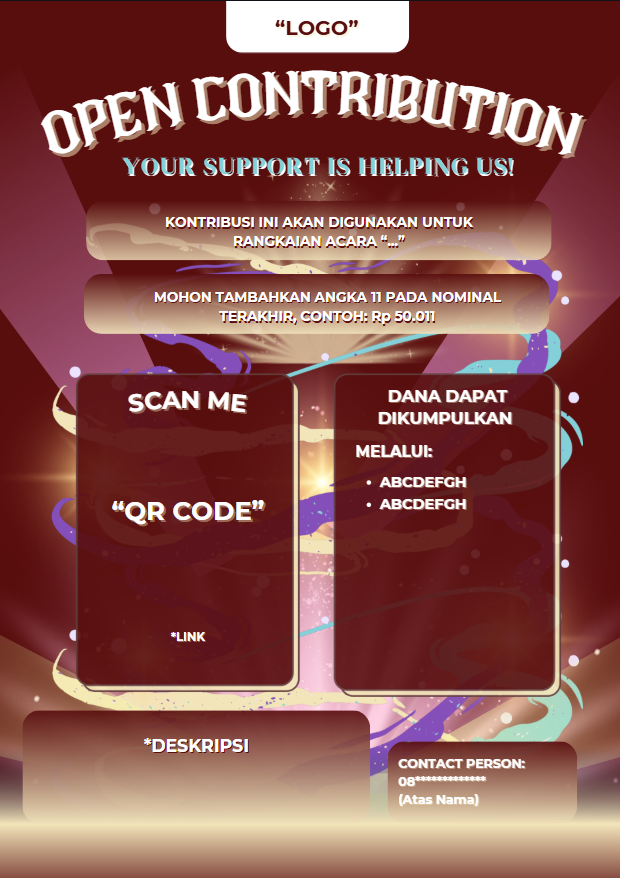 “LOGO”
OPEN CONTRIBUTION
YOUR SUPPORT IS HELPING US!
KONTRIBUSI INI AKAN DIGUNAKAN UNTUK
RANGKAIAN ACARA “...”
MOHON TAMBAHKAN ANGKA 11 PADA NOMINAL
TERAKHIR, CONTOH: Rp 50.011
SCAN ME
“QR CODE”
*LINK
DANA DAPAT
DIKUMPULKAN
MELALUI:
• ABCDEFGH
• ABCDEFGH
*DESKRIPSI
CONTACT PERSON:
08*************
(Atas Nama)